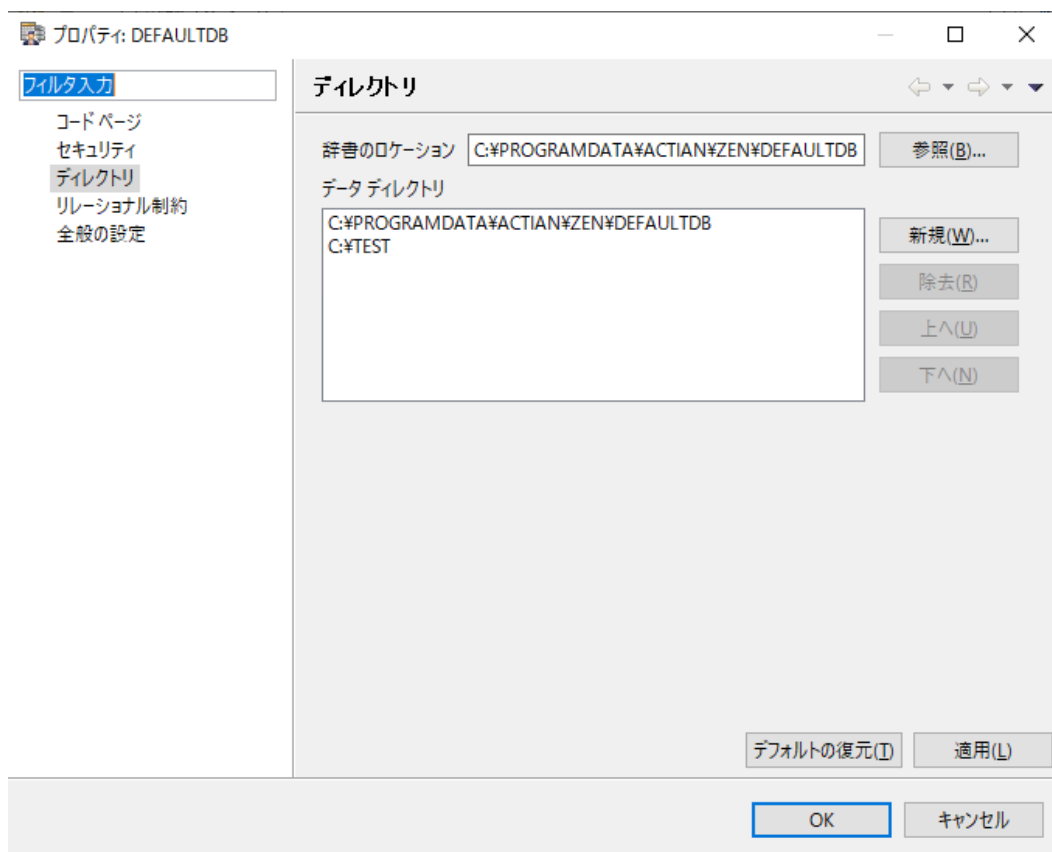 プロパティ: DEFAULTDB
フィルタ入力
コード ページ
セキュリティ
ディレクトリ
リレーショナル制約
全般の設定
ディレクトリ
辞書のロケーション C:¥PROGRAMDATA¥ACTIAN¥ZEN¥DEFAULTDB 参照(B)...
データ ディレクトリ
C:¥PROGRAMDATA¥ACTIAN¥ZEN¥DEFAULTDB
C:¥TEST
新規(W)...
除去(R)
上へ(U)
下へ(N)
デフォルトの復元(T) 適用(L)
OK キャンセル